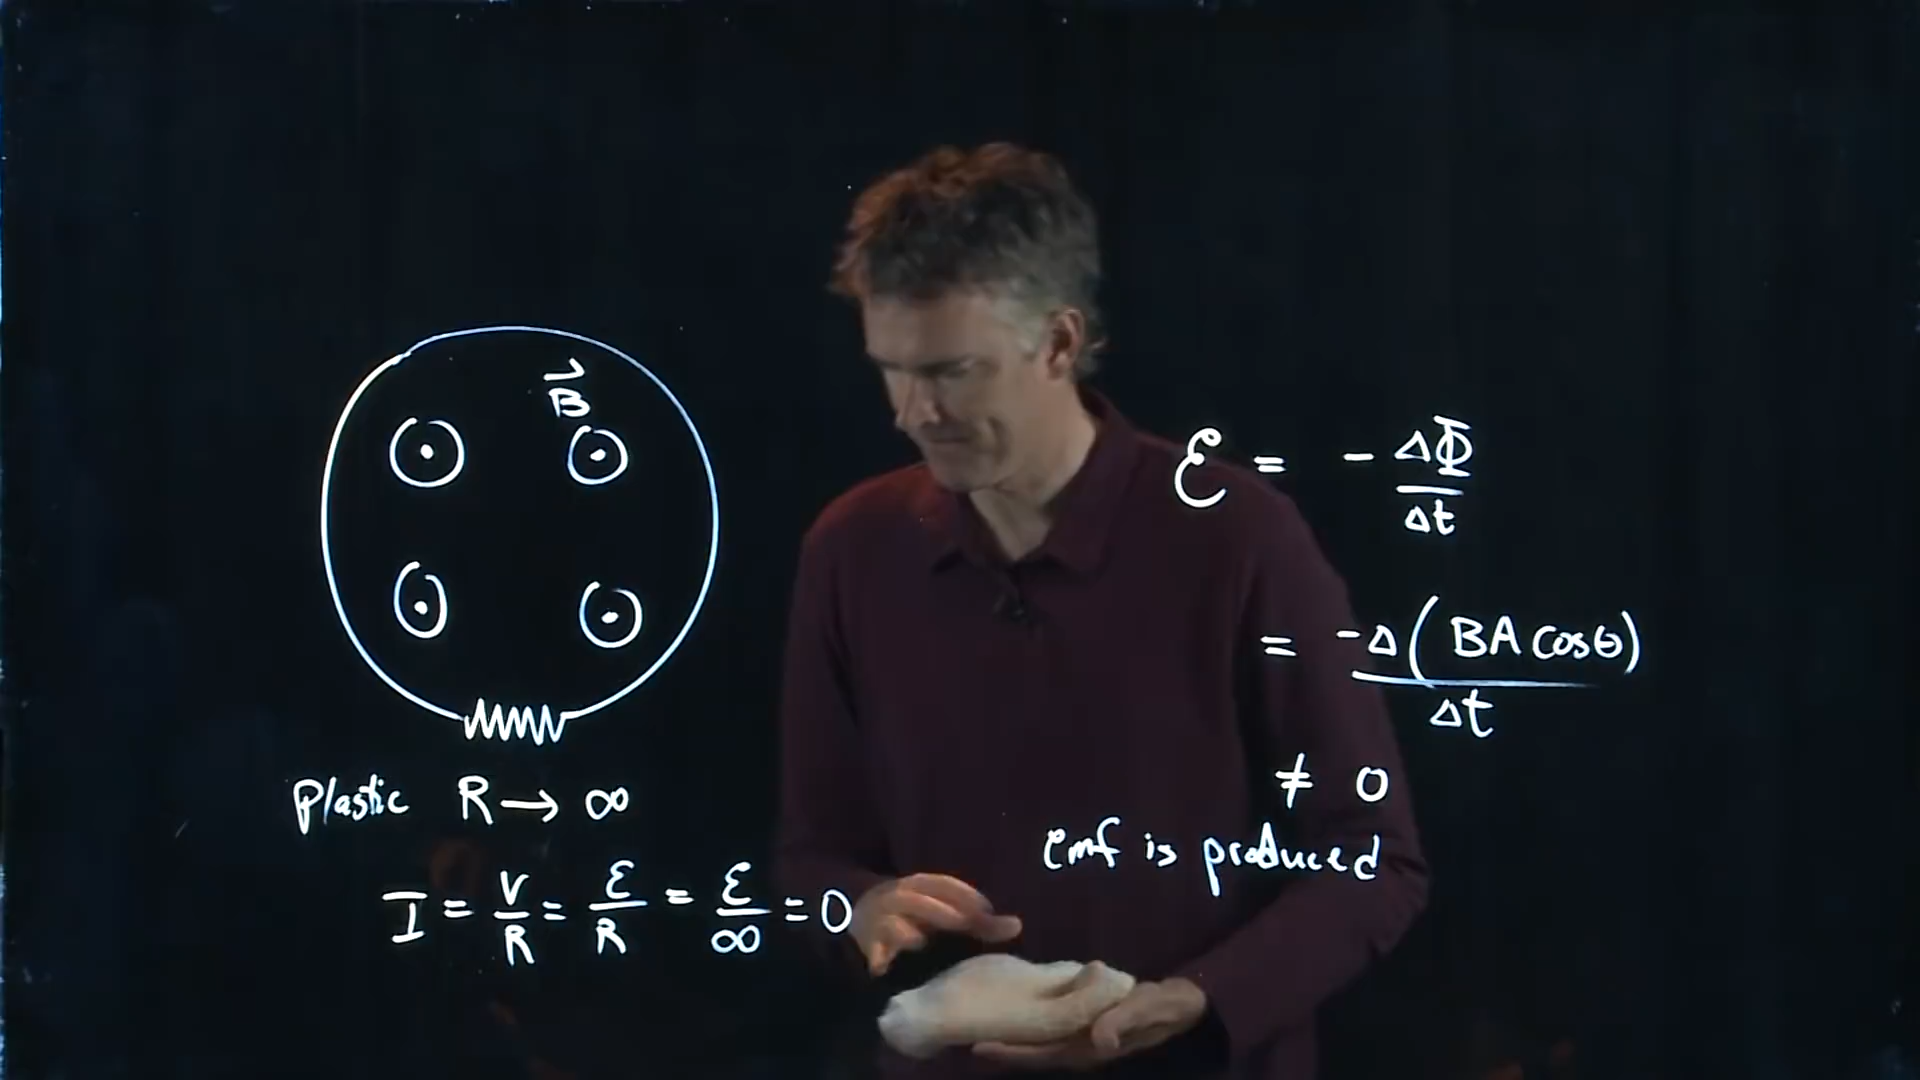 B⃗
Plastic R → ∞
I = V/R = ℰ/R = ℰ/∞ = 0
ℰ = - ΔΦ/Δt
= -Δ(BA cosθ)/Δt
≠ 0
emf is produced